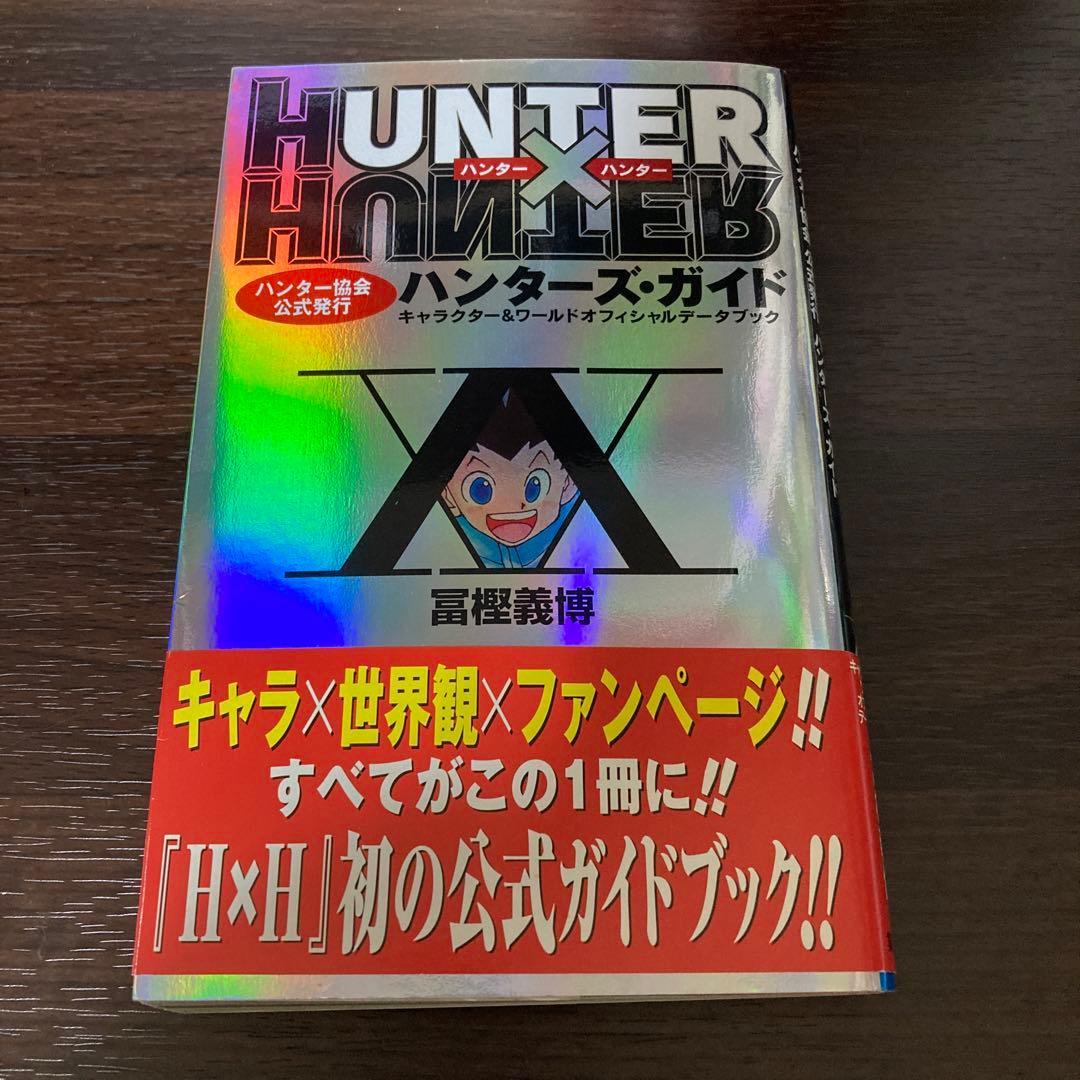 HUNTER
ハンター×ハンター
HUNTER
ハンター協会
公式発行
ハンターズ・ガイド
キャラクター&ワールドオフィシャルデータブック
冨樫義博
キャラ×世界観×ファンページ!!
すべてがこの1冊に!!
『H×H』初の公式ガイドブック!!